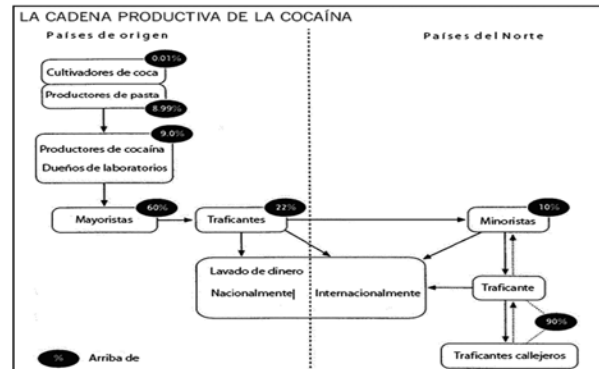 LA CADENA PRODUCTIVA DE LA COCAÍNA
Países de origen
Países del Norte
0.01%
Cultivadores de coca
Productores de pasta
8.99%
9.0%
Productores de cocaína
Dueños de laboratorios
60%
Mayoristas
22%
Traficantes
10%
Minoristas
Lavado de dinero
Nacionalmente
Internacionalmente
Traficante
90%
Traficantes callejeros
% Arriba de